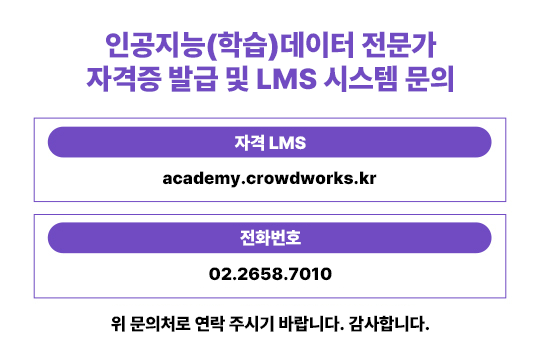 인공지능(학습)데이터 전문가
자격증 발급 및 LMS 시스템 문의
자격 LMS
academy.crowdworks.kr
전화번호
02.2658.7010
위 문의처로 연락 주시기 바랍니다. 감사합니다.